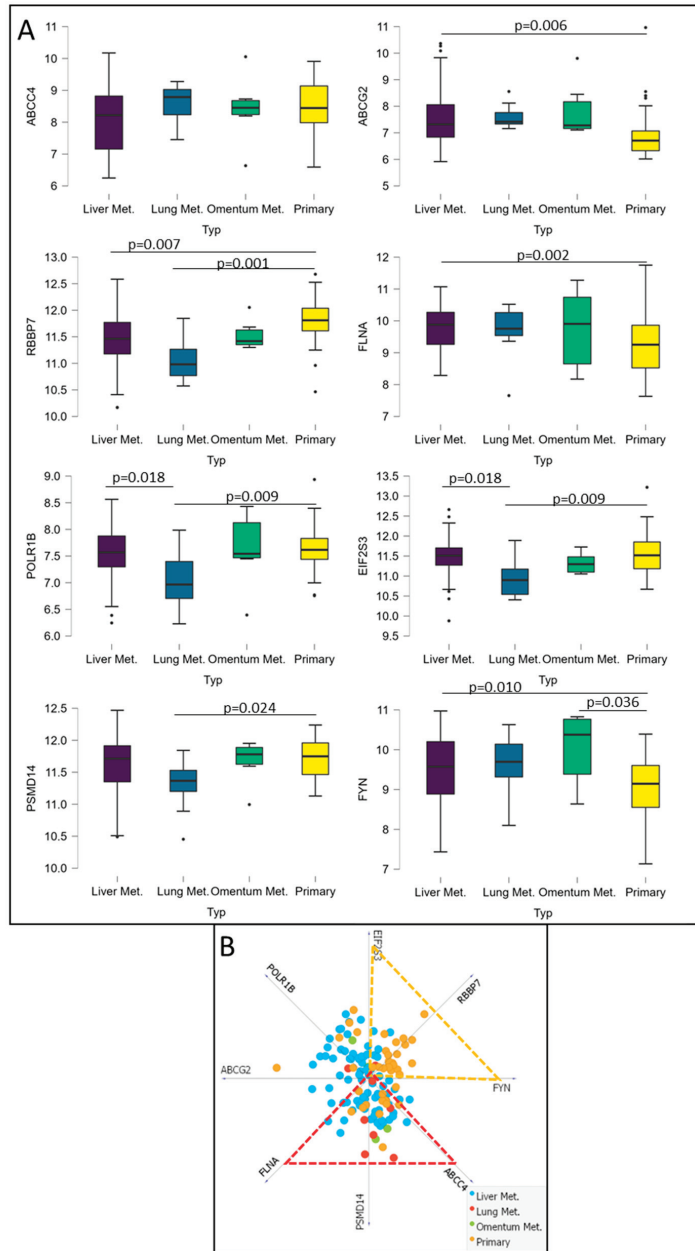 A
ABCC4
11
10
9
8
7
6
Liver Met. Lung Met. Omentum Met. Primary
Typ
ABCG2
p=0.006
11
10
9
8
7
6
5
Liver Met. Lung Met. Omentum Met. Primary
Typ
RBBP7
p=0.007
p=0.001
13.0
12.5
12.0
11.5
11.0
10.5
10.0
Liver Met. Lung Met. Omentum Met. Primary
Typ
FLNA
p=0.002
12
11
10
9
8
7
Liver Met. Lung Met. Omentum Met. Primary
Typ
POLR1B
p=0.018
p=0.009
9.0
8.5
8.0
7.5
7.0
6.5
6.0
Liver Met. Lung Met. Omentum Met. Primary
Typ
EIF2S3
p=0.018
p=0.009
13.5
13.0
12.5
12.0
11.5
11.0
10.5
10.0
9.5
Liver Met. Lung Met. Omentum Met. Primary
Typ
PSMD14
p=0.024
12.5
12.0
11.5
11.0
10.5
10.0
Liver Met. Lung Met. Omentum Met. Primary
Typ
FYN
p=0.010
p=0.036
11
10
9
8
7
Liver Met. Lung Met. Omentum Met. Primary
Typ
B
EIF2S3
POLR1B
RBBP7
ABCG2
FYN
FLNA
ABCC4
PSMD14
Liver Met.
Lung Met.
Omentum Met.
Primary